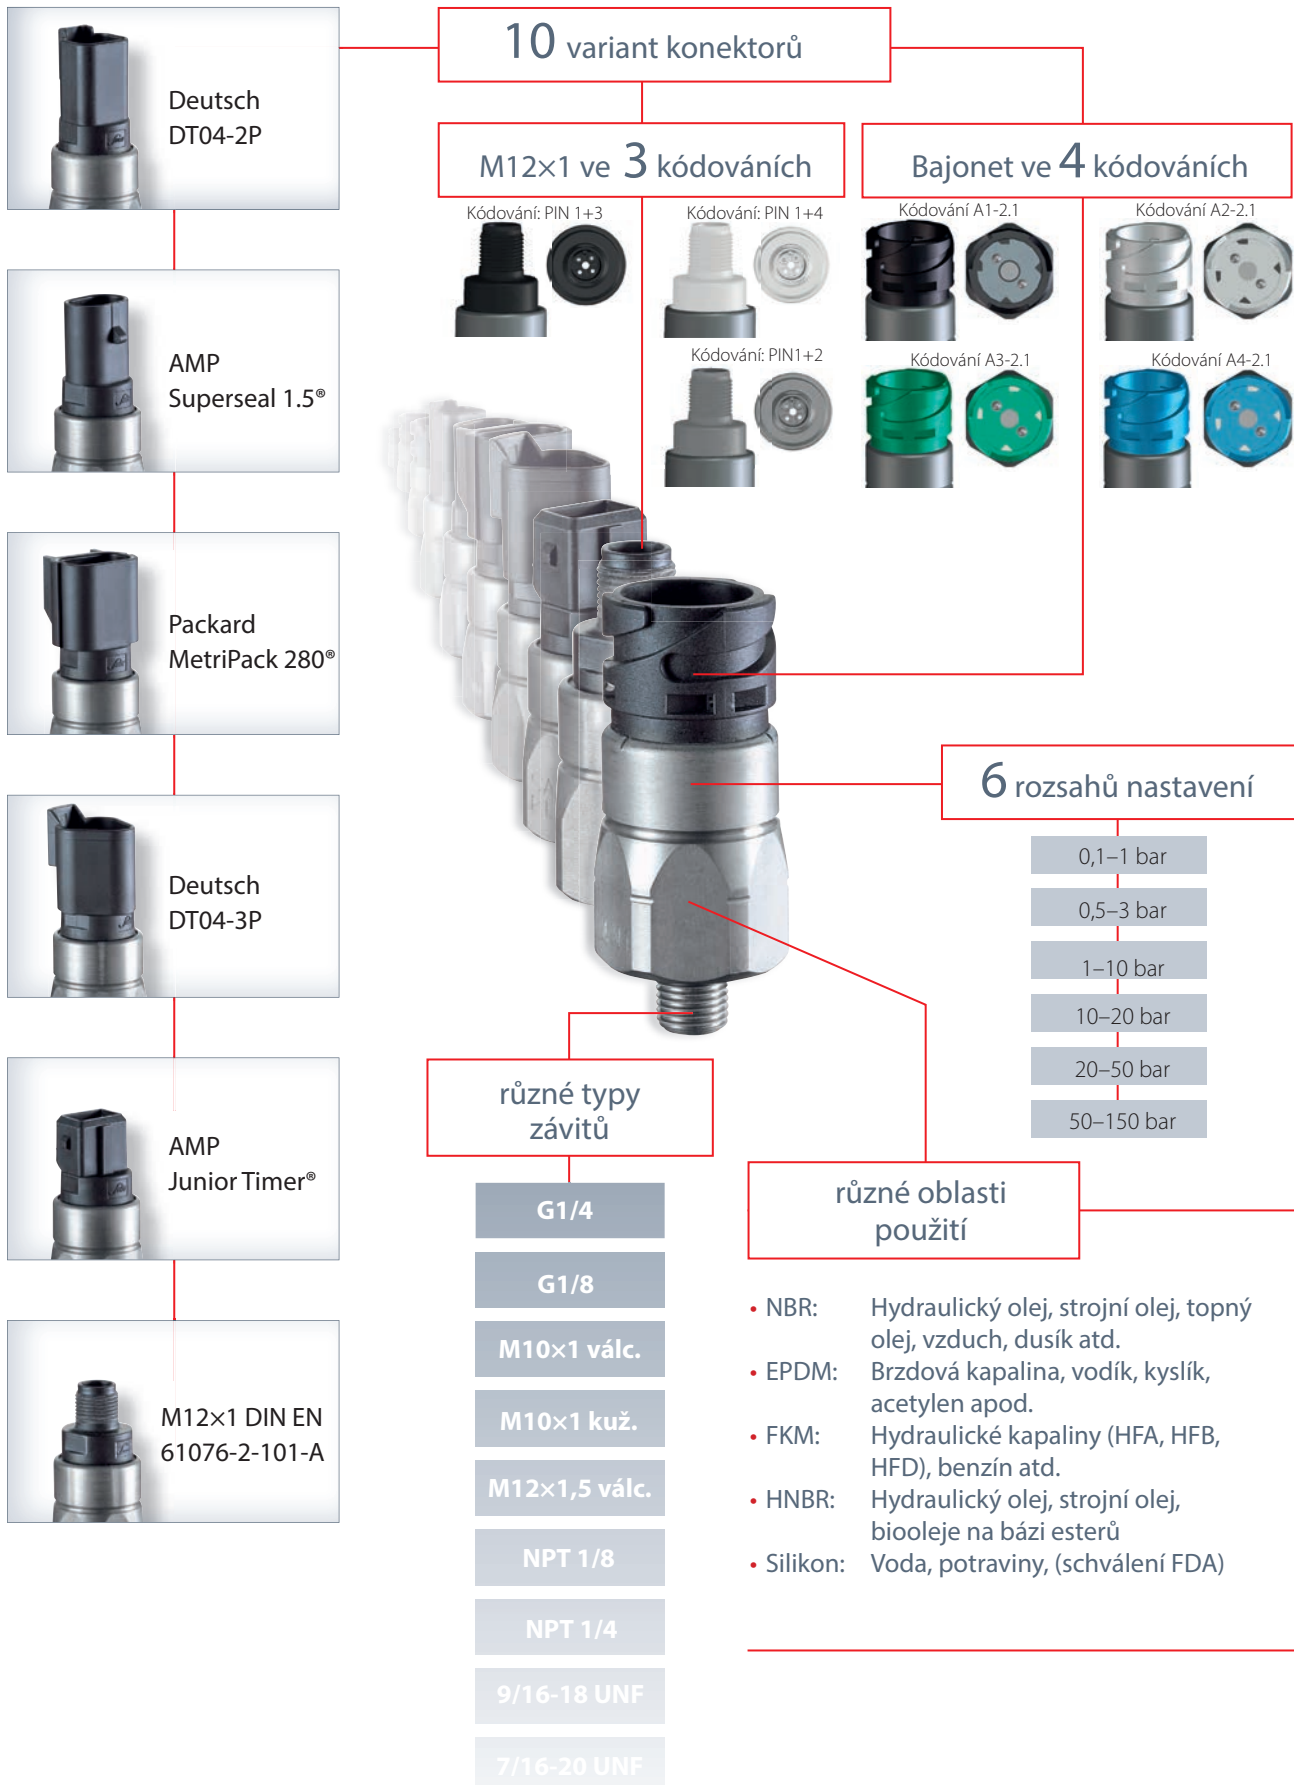 10 variant konektorů
Deutsch
DT04-2P
AMP
Superseal 1.5®
Packard
MetriPack 280®
Deutsch
DT04-3P
AMP
Junior Timer®
M12×1 DIN EN
61076-2-101-A
M12×1 ve 3 kódováních
Kódování: PIN 1+3
Kódování: PIN 1+4
Kódování: PIN1+2
Bajonet ve 4 kódováních
Kódování A1-2.1
Kódování A2-2.1
Kódování A3-2.1
Kódování A4-2.1
6 rozsahů nastavení
0,1–1 bar
0,5–3 bar
1–10 bar
10–20 bar
20–50 bar
50–150 bar
různé typy
závitů
G1/4
G1/8
M10×1 válc.
M10×1 kuž.
M12×1,5 válc.
NPT 1/8
NPT 1/4
9/16-18 UNF
7/16-20 UNF
různé oblasti
použití
• NBR: Hydraulický olej, strojní olej, topný
olej, vzduch, dusík atd.
• EPDM: Brzdová kapalina, vodík, kyslík,
acetylen apod.
• FKM: Hydraulické kapaliny (HFA, HFB,
HFD), benzín atd.
• HNBR: Hydraulický olej, strojní olej,
biooleje na bázi esterů
• Silikon: Voda, potraviny, (schválení FDA)